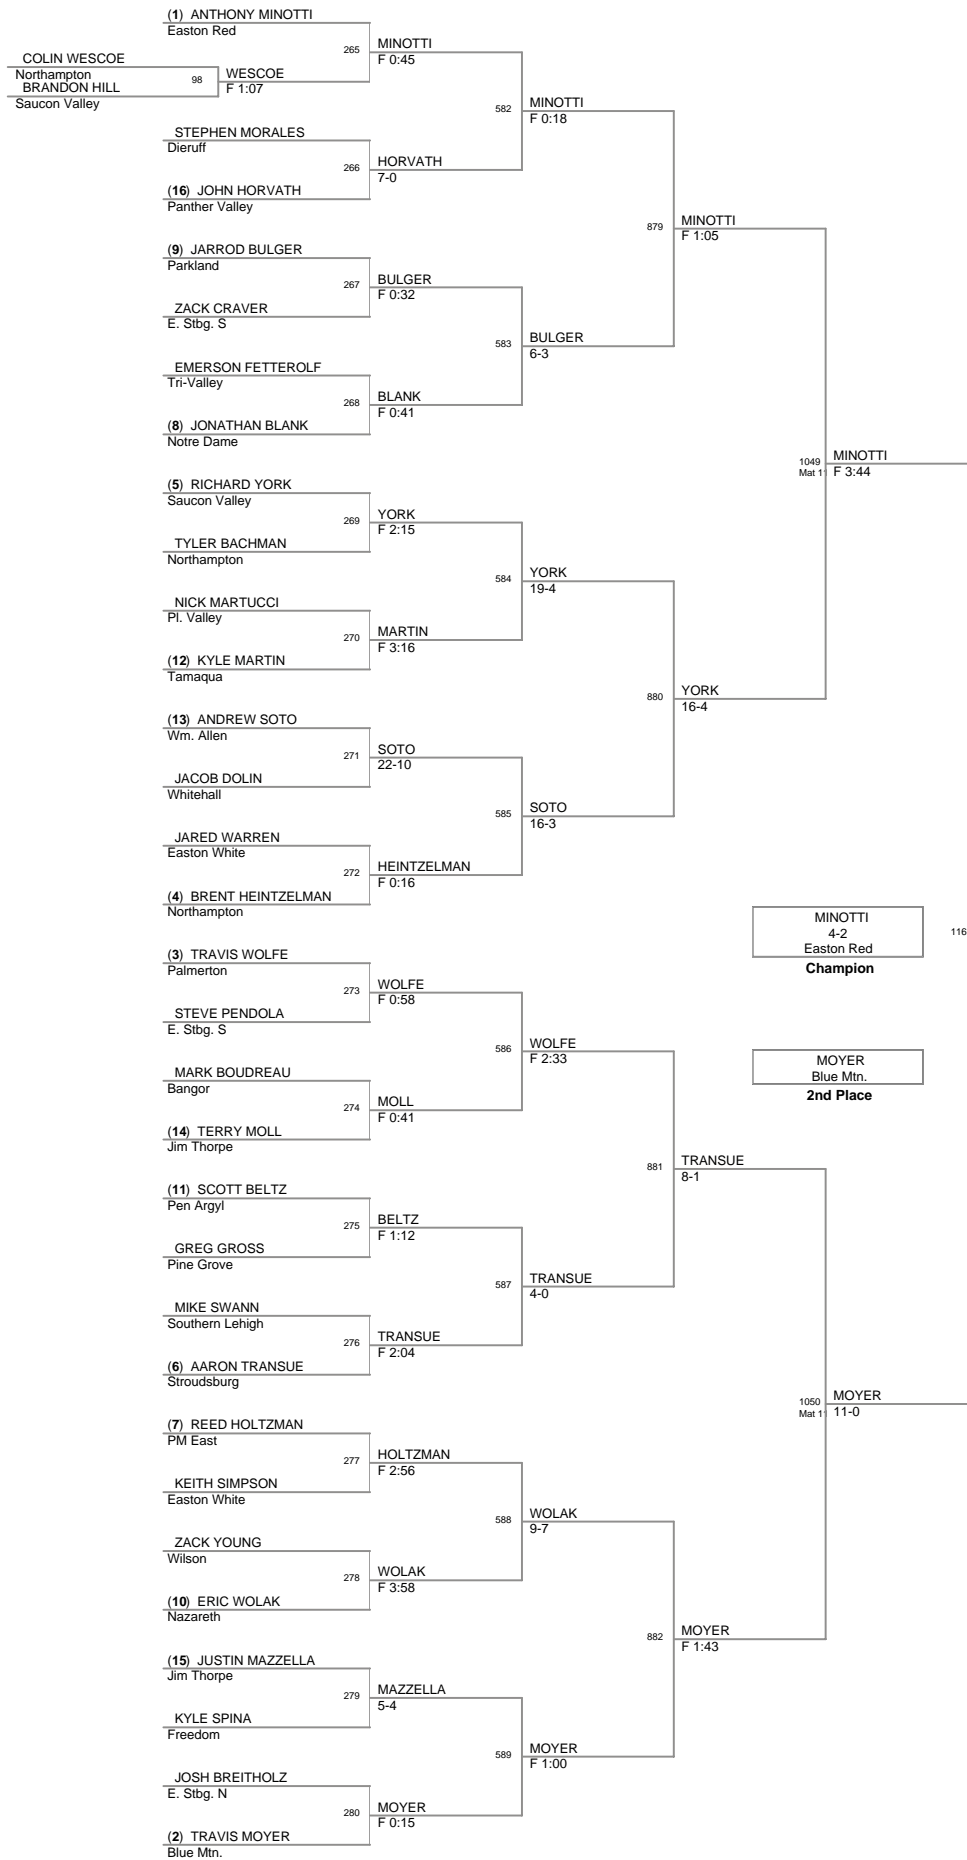 (1) ANTHONY MINOTTI
Easton Red
265
MINOTTI
F 0:45
COLIN WESCOE
Northampton
98
WESCOE
F 1:07
BRANDON HILL
Saucon Valley
582
MINOTTI
F 0:18
STEPHEN MORALES
Dieruff
266
HORVATH
7-0
(16) JOHN HORVATH
Panther Valley
879
MINOTTI
F 1:05
(9) JARROD BULGER
Parkland
267
BULGER
F 0:32
ZACK CRAVER
E. Stbg. S
583
BULGER
6-3
EMERSON FETTEROLF
Tri-Valley
268
BLANK
F 0:41
(8) JONATHAN BLANK
Notre Dame
1049
Mat 1
MINOTTI
F 3:44
(5) RICHARD YORK
Saucon Valley
269
YORK
F 2:15
TYLER BACHMAN
Northampton
584
YORK
19-4
NICK MARTUCCI
Pl. Valley
270
MARTIN
F 3:16
(12) KYLE MARTIN
Tamaqua
880
YORK
16-4
(13) ANDREW SOTO
Wm. Allen
271
SOTO
22-10
JACOB DOLIN
Whitehall
585
SOTO
16-3
JARED WARREN
Easton White
272
HEINTZELMAN
F 0:16
(4) BRENT HEINTZELMAN
Northampton
MINOTTI
4-2
Easton Red
Champion
116
(3) TRAVIS WOLFE
Palmerton
273
WOLFE
F 0:58
STEVE PENDOLA
E. Stbg. S
586
WOLFE
F 2:33
MOYER
Blue Mtn.
2nd Place
MARK BOUDREAU
Bangor
274
MOLL
F 0:41
(14) TERRY MOLL
Jim Thorpe
881
TRANSUE
8-1
(11) SCOTT BELTZ
Pen Argyl
275
BELTZ
F 1:12
GREG GROSS
Pine Grove
587
TRANSUE
4-0
MIKE SWANN
Southern Lehigh
276
TRANSUE
F 2:04
(6) AARON TRANSUE
Stroudsburg
1050
Mat 1
MOYER
11-0
(7) REED HOLTZMAN
PM East
277
HOLTZMAN
F 2:56
KEITH SIMPSON
Easton White
588
WOLAK
9-7
ZACK YOUNG
Wilson
278
WOLAK
F 3:58
(10) ERIC WOLAK
Nazareth
882
MOYER
F 1:43
(15) JUSTIN MAZZELLA
Jim Thorpe
279
MAZZELLA
5-4
KYLE SPINA
Freedom
589
MOYER
F 1:00
JOSH BREITHOLZ
E. Stbg. N
280
MOYER
F 0:15
(2) TRAVIS MOYER
Blue Mtn.